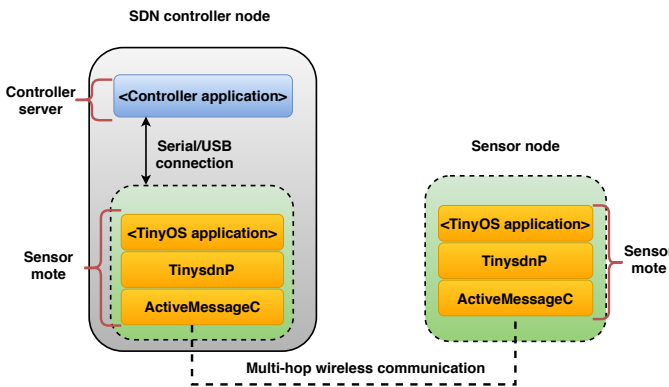 SDN controller node
<Controller application>
Controller
server
Serial/USB
connection
Sensor node
<TinyOS application>
TinysdnP
ActiveMessageC
Sensor
mote
<TinyOS application>
TinysdnP
ActiveMessageC
Sensor
mote
Multi-hop wireless communication